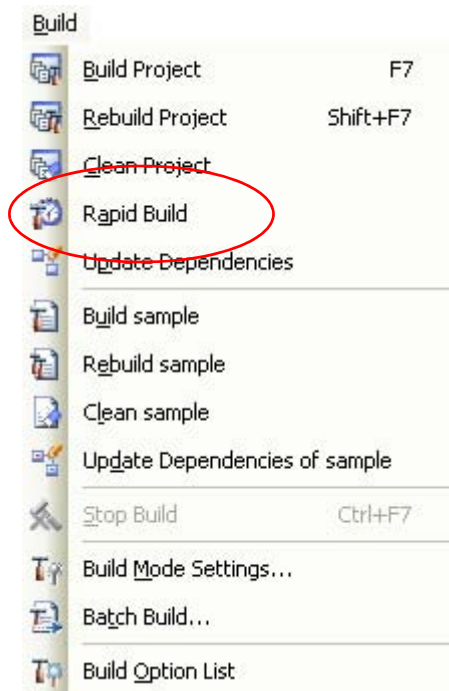 Build
Build Project F7
Rebuild Project Shift+F7
Clean Project
Rapid Build
Update Dependencies
Build sample
Rebuild sample
Clean sample
Update Dependencies of sample
Stop Build Ctrl+F7
Build Mode Settings...
Batch Build...
Build Option List